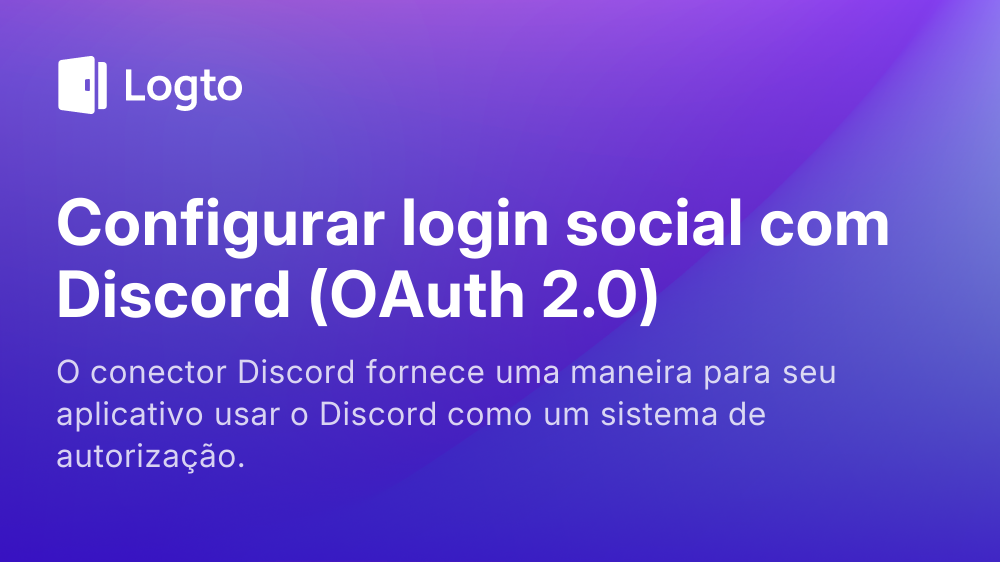 Logto
Configurar login social com
Discord (OAuth 2.0)
O conector Discord fornece uma maneira para seu
aplicativo usar o Discord como um sistema de
autorização.